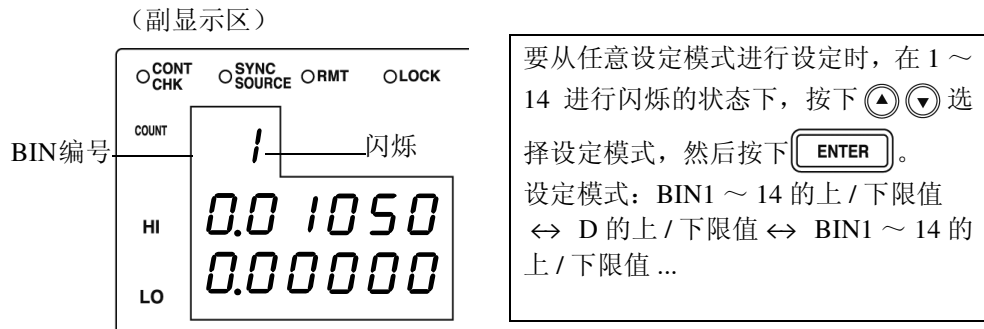 （副显示区）
CONT CHK SYNC SOURCE RMT LOCK
COUNT
BIN编号 1 闪烁
HI 0.01050
LO 0.00000
要从任意设定模式进行设定时，在 1 ～
14 进行闪烁的状态下，按下 选
择设定模式，然后按下 ENTER 。
设定模式：BIN1 ～ 14 的上 / 下限值
↔ D 的上 / 下限值 ↔ BIN1 ～ 14 的
上 / 下限值 ...